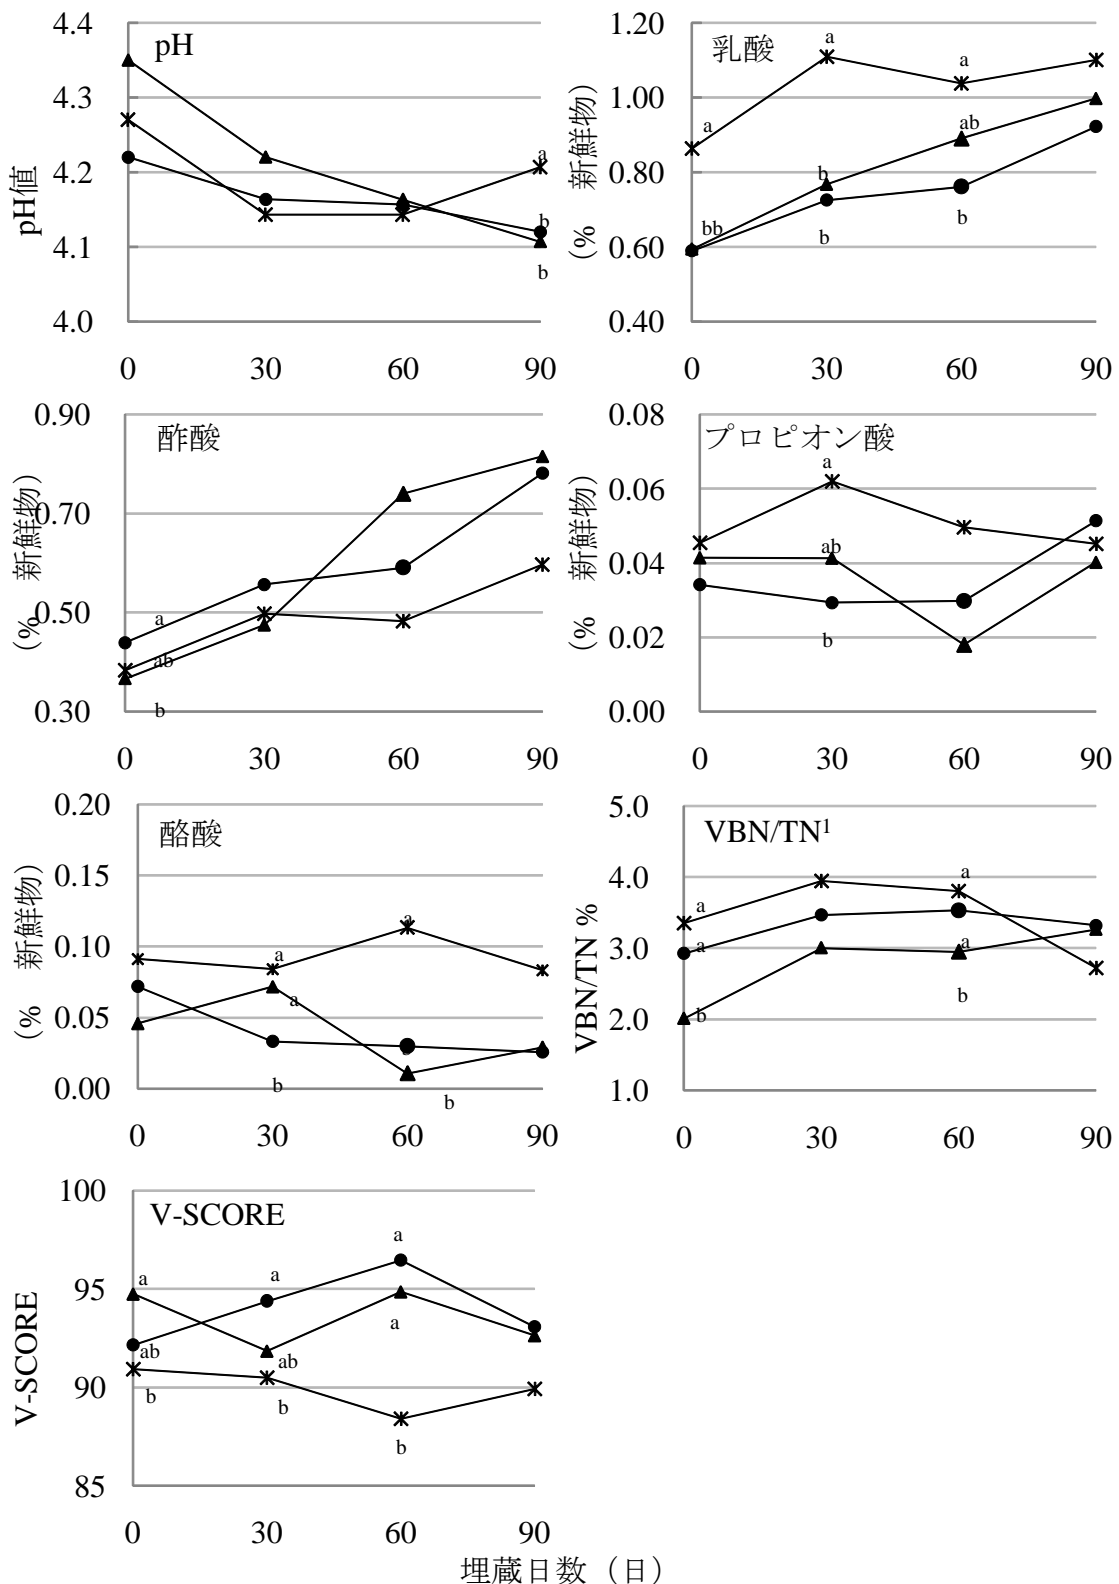 pH
4.4
4.3
4.2
4.1
4.0
pH値
a
b
b
0 30 60 90
乳酸
1.20
1.00
0.80
0.60
0.40
(% 新鮮物)
a
a
a
ab
b
bb
b
b
0 30 60 90
酢酸
0.90
0.70
0.50
0.30
(% 新鮮物)
a
ab
b
0 30 60 90
プロピオン酸
0.08
0.06
0.04
0.02
0.00
(% 新鮮物)
a
ab
b
0 30 60 90
酪酸
0.20
0.15
0.10
0.05
0.00
(% 新鮮物)
a
a
a
b
b
0 30 60 90
VBN/TN¹
5.0
4.0
3.0
2.0
1.0
VBN/TN %
a
a
a
a
b
b
0 30 60 90
V-SCORE
100
95
90
85
V-SCORE
a
a
a
ab
ab
a
b
b
b
0 30 60 90
埋蔵日数（日）